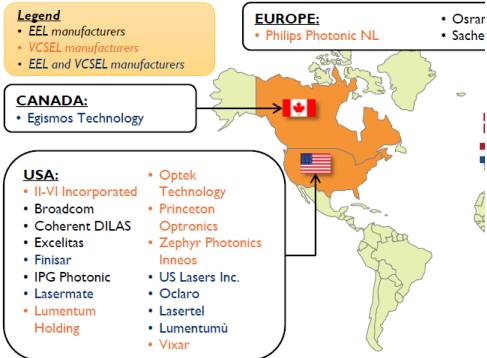 Legend
• EEL manufacturers
• VCSEL manufacturers
• EEL and VCSEL manufacturers
EUROPE:
• Philips Photonic NL
• Osra
• Sache
CANADA:
• Egismos Technology
USA:
• II-VI Incorporated
• Broadcom
• Coherent DILAS
• Excelitas
• Finisar
• IPG Photonic
• Lasermate
• Lumentum
Holding
• Optek
Technology
• Princeton
Optronics
• Zephyr Photonics
Inneos
• US Lasers Inc.
• Oclaro
• Lasertel
• Lumentumù
• Vixar